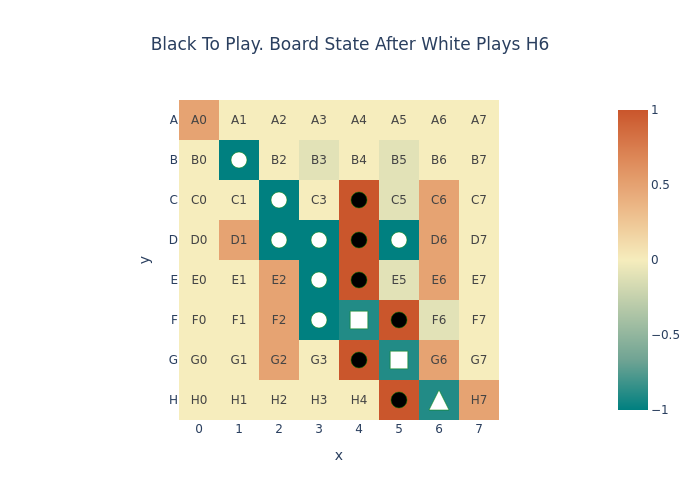 Black To Play. Board State After White Plays H6
A A0 A1 A2 A3 A4 A5 A6 A7
B B0 B2 B3 B4 B5 B6 B7
C C0 C1 C3 C5 C6 C7
D D0 D1 D6 D7
E E0 E1 E2 E5 E6 E7
F F0 F1 F2 F6 F7
G G0 G1 G2 G3 G6 G7
H H0 H1 H2 H3 H4 H7
0 1 2 3 4 5 6 7
x
y
1
0.5
0
−0.5
−1